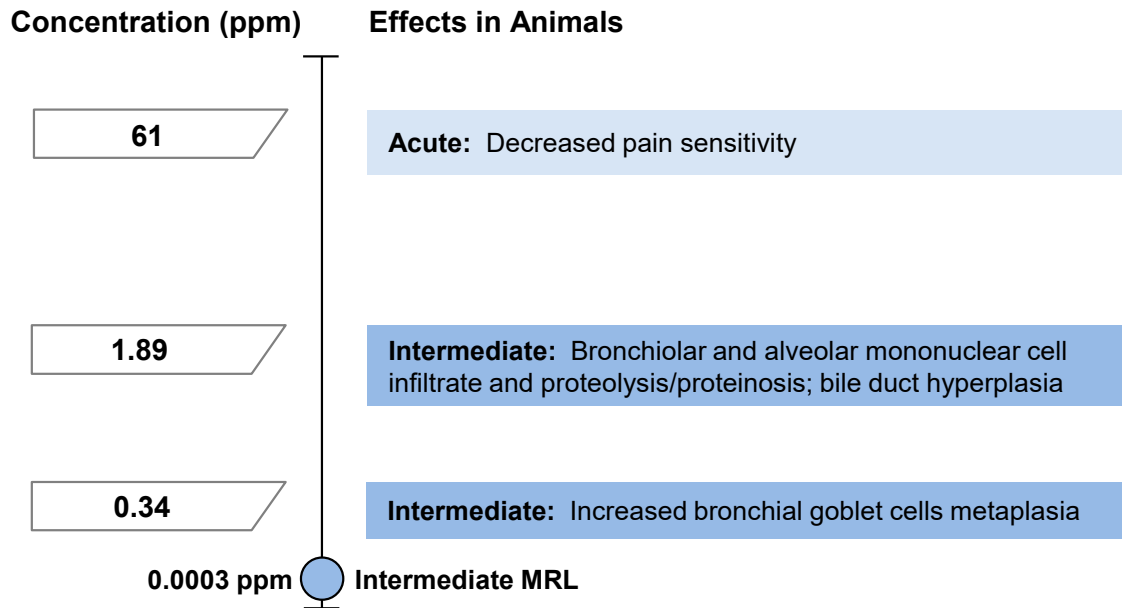 Concentration (ppm) Effects in Animals
61
Acute: Decreased pain sensitivity
1.89
Intermediate: Bronchiolar and alveolar mononuclear cell
infiltrate and proteolysis/proteinosis; bile duct hyperplasia
0.34
Intermediate: Increased bronchial goblet cells metaplasia
0.0003 ppm Intermediate MRL